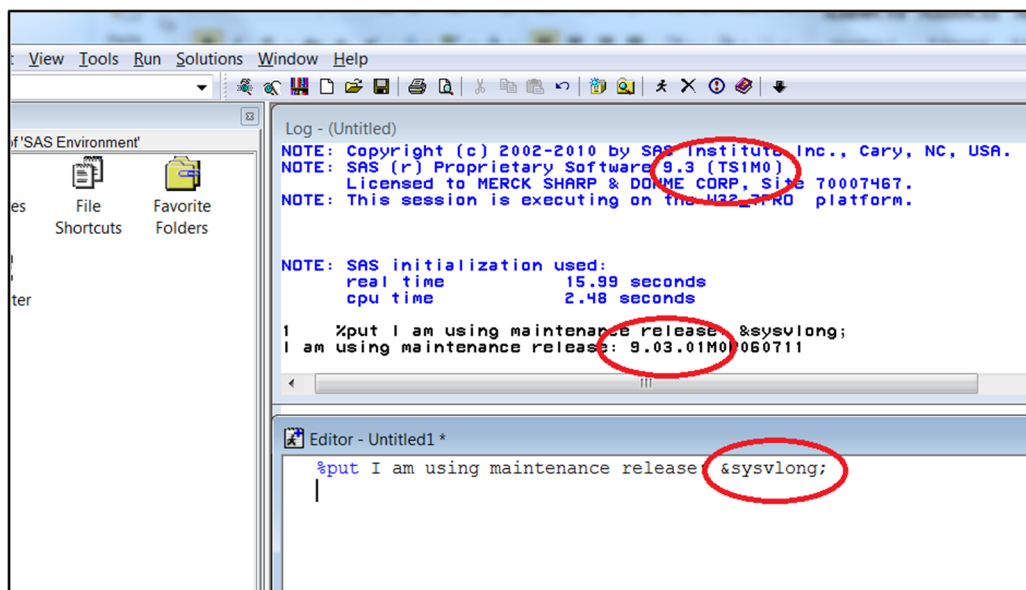 View Tools Run Solutions Window Help
of 'SAS Environment'
File Shortcuts
Favorite Folders
Log - (Untitled)
NOTE: Copyright (c) 2002-2010 by SAS Institute Inc., Cary, NC, USA.
NOTE: SAS (r) Proprietary Software 9.3 (TS1M0)
Licensed to MERCK SHARP & DOHME CORP, Site 70007467.
NOTE: This session is executing on the W32_7PRO platform.
NOTE: SAS initialization used:
real time 15.99 seconds
cpu time 2.48 seconds
1 %put I am using maintenance release: &sysvlong;
I am using maintenance release: 9.03.01M0P060711
Editor - Untitled1 *
%put I am using maintenance release: &sysvlong;